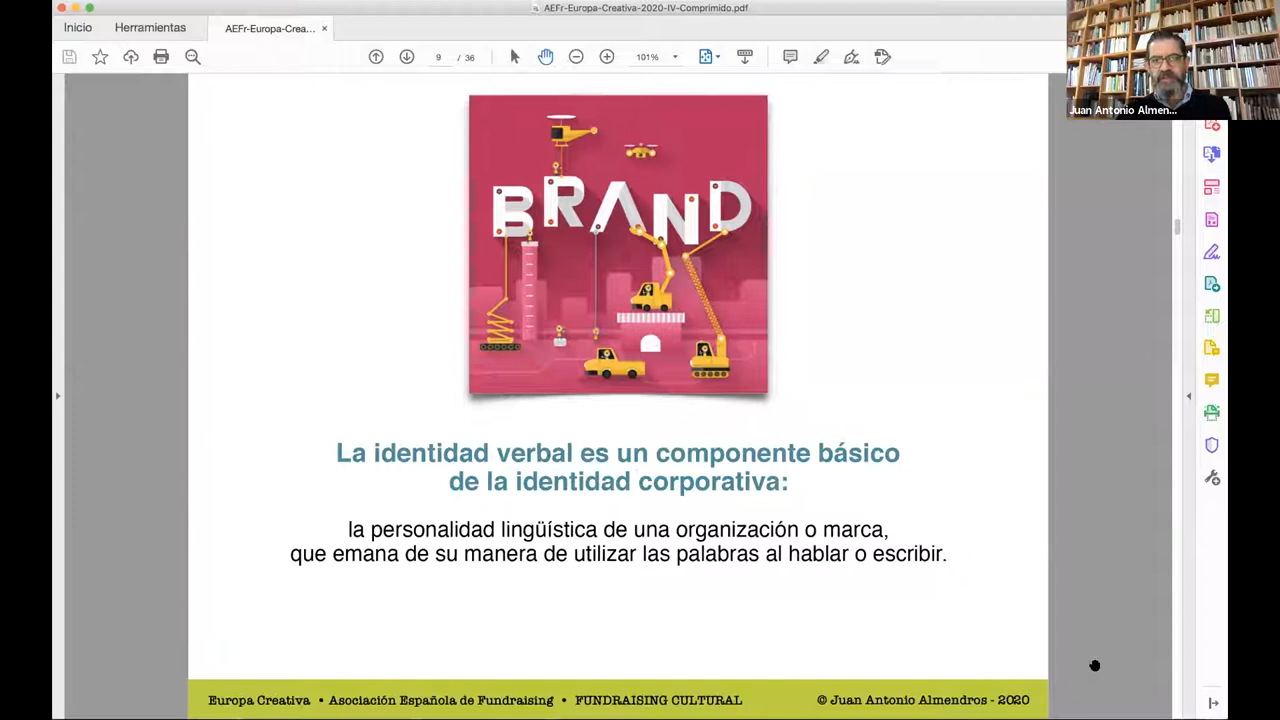 AEFr-Europa-Creativa-2020-IV-Comprimido.pdf
Inicio
Herramientas
AEFr-Europa-Crea... ×
9 / 36
101%
Juan Antonio Almen...
BRAND
La identidad verbal es un componente básico
de la identidad corporativa:
la personalidad lingüística de una organización o marca,
que emana de su manera de utilizar las palabras al hablar o escribir.
Europa Creativa • Asociación Española de Fundraising • FUNDRAISING CULTURAL
© Juan Antonio Almendros - 2020